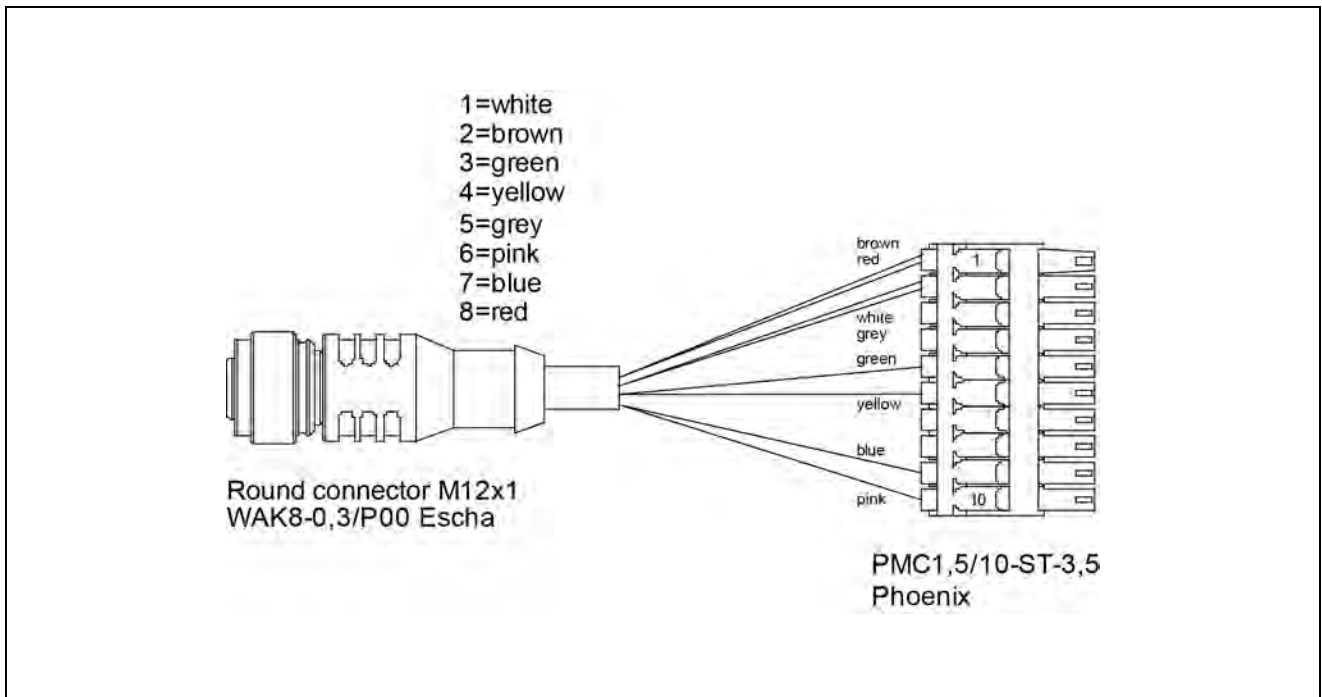 1=white
2=brown
3=green
4=yellow
5=grey
6=pink
7=blue
8=red
brown
red
white
grey
green
yellow
blue
pink
1
10
Round connector M12x1
WAK8-0,3/P00 Escha
PMC1,5/10-ST-3,5
Phoenix